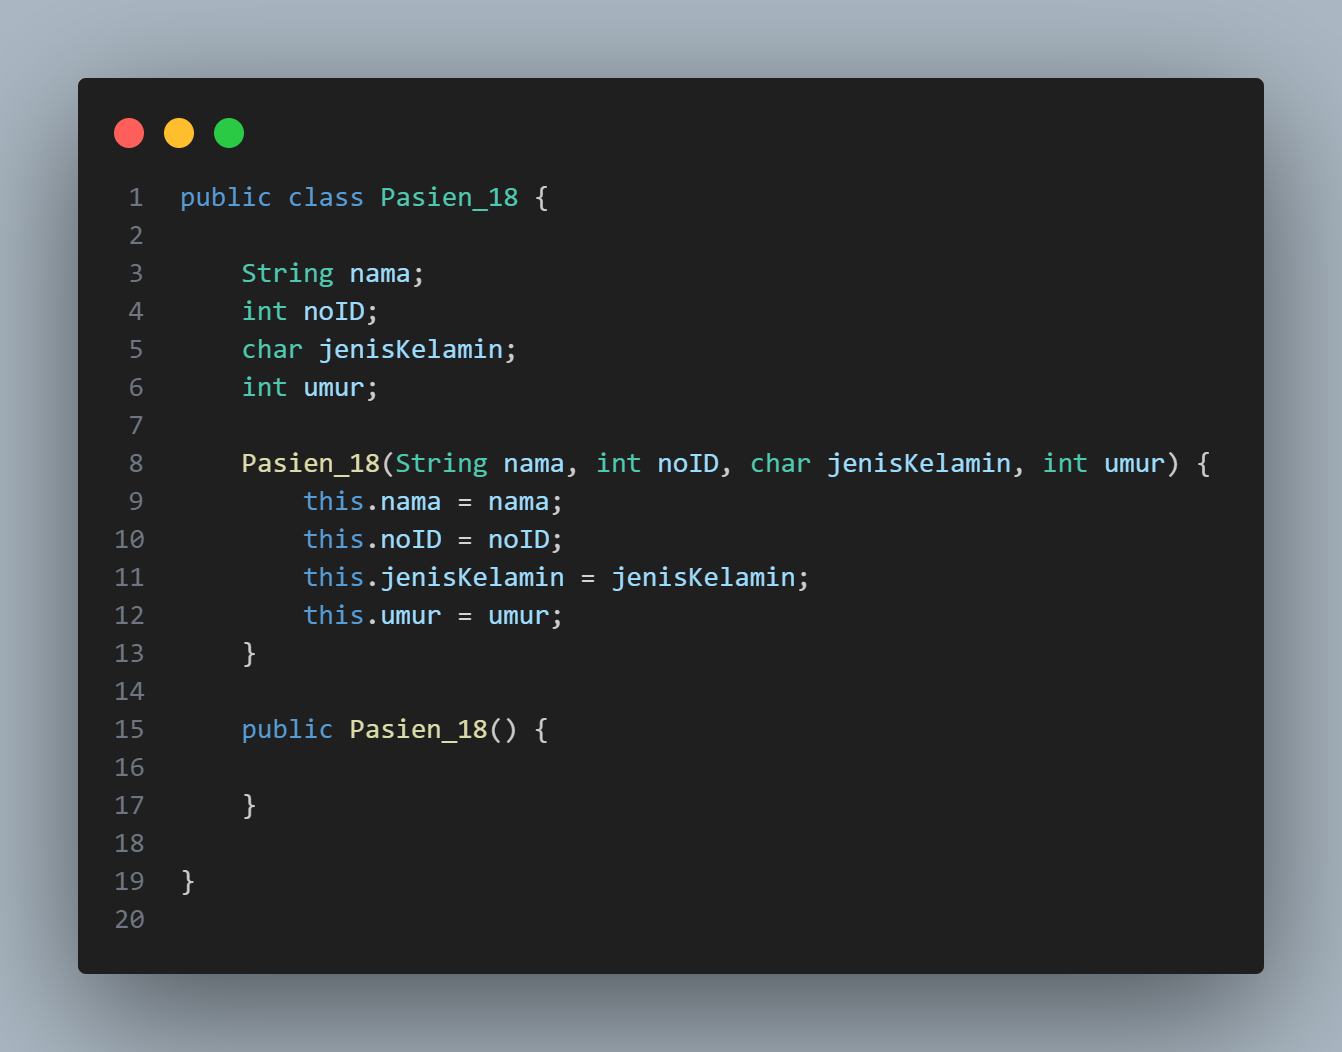 1 public class Pasien_18 {
2
3     String nama;
4     int noID;
5     char jenisKelamin;
6     int umur;
7
8     Pasien_18(String nama, int noID, char jenisKelamin, int umur) {
9         this.nama = nama;
10         this.noID = noID;
11         this.jenisKelamin = jenisKelamin;
12         this.umur = umur;
13     }
14
15     public Pasien_18() {
16
17     }
18
19 }
20